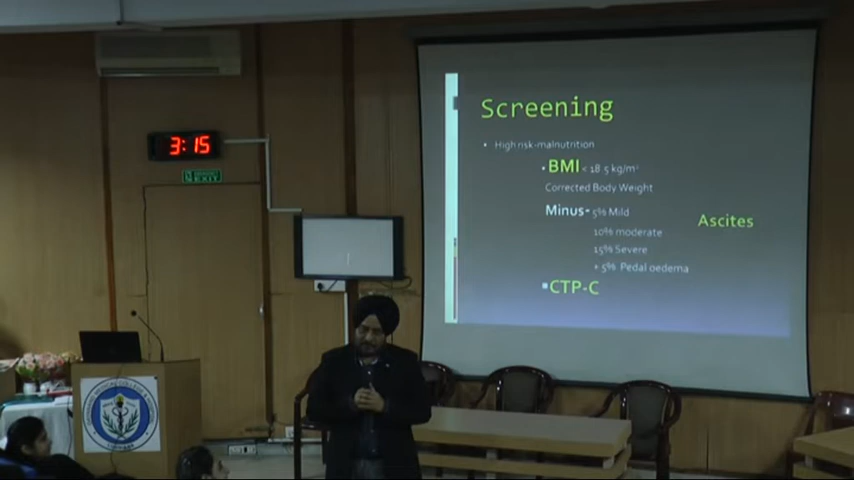 3:15
EXIT
Screening
• High risk-malnutrition
• BMI < 18 5 kg/m²
Corrected Body Weight
Minus- 5% Mild
Ascites
10% moderate
15% Severe
+ 5% Pedal oedema
CTP-C